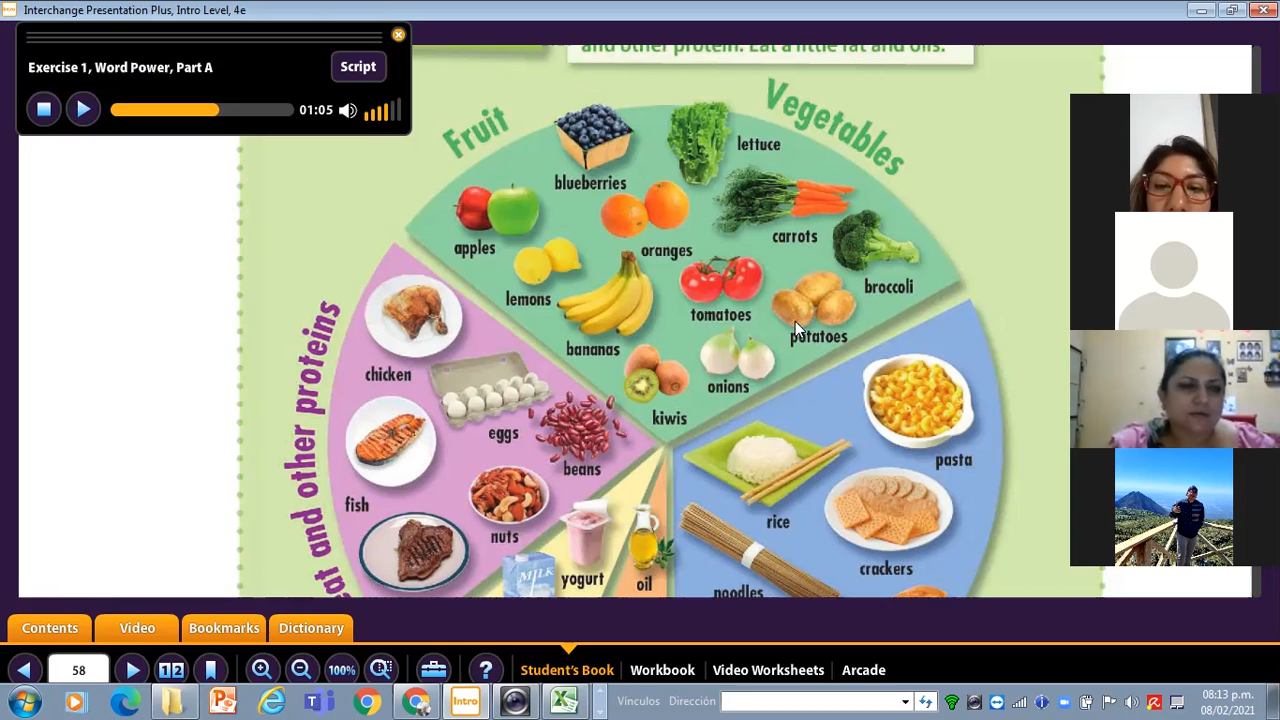 Interchange Presentation Plus, Intro Level, 4e
Exercise 1, Word Power, Part A
Script
01:05
and other protein. Eat a little fat and oils.
Fruit
Vegetables
blueberries
lettuce
apples
oranges
carrots
lemons
tomatoes
broccoli
bananas
potatoes
onions
kiwis
chicken
eggs
beans
pasta
and other proteins
fish
nuts
rice
crackers
MILK
yogurt
oil
noodles
Contents
Video
Bookmarks
Dictionary
58
12
100%
?
Student's Book
Workbook
Video Worksheets
Arcade
Intro
Vínculos
Dirección
08:13 p.m.
08/02/2021